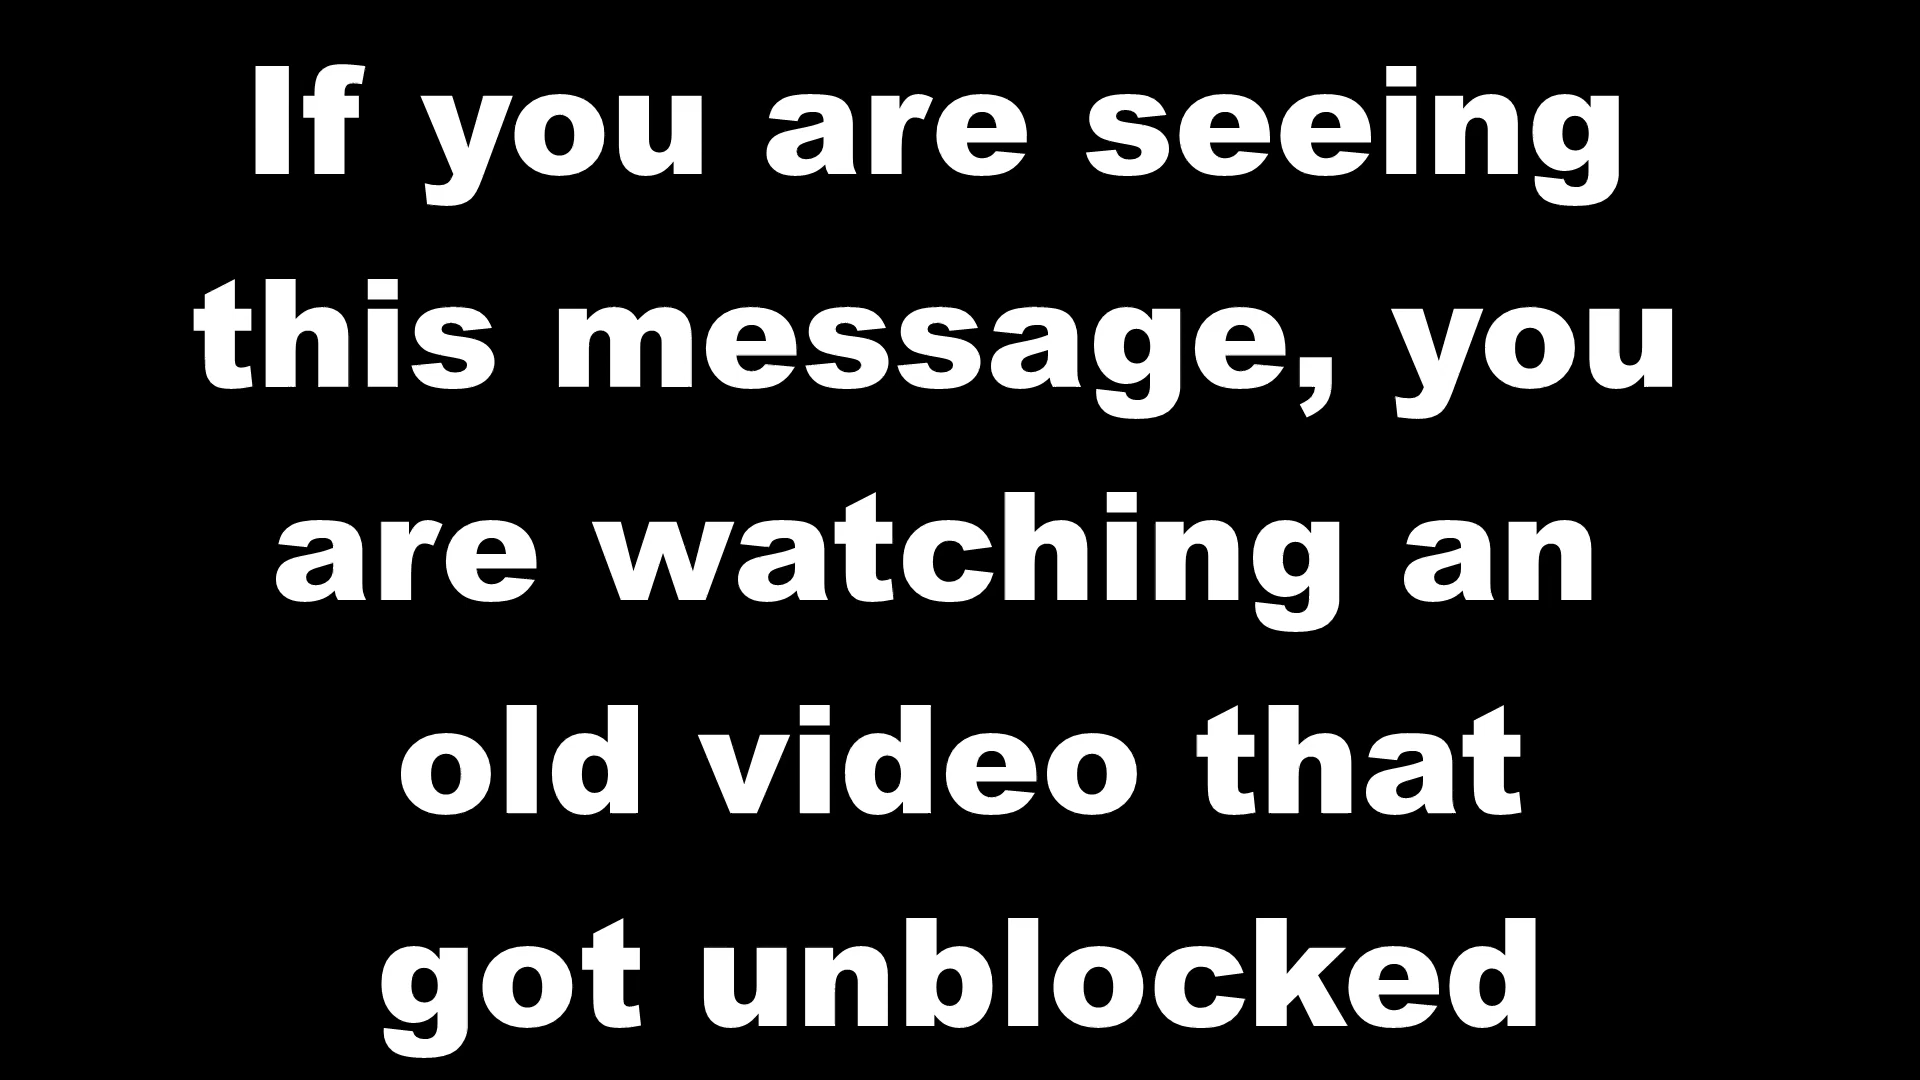 If you are seeing
this message, you
are watching an
old video that
got unblocked